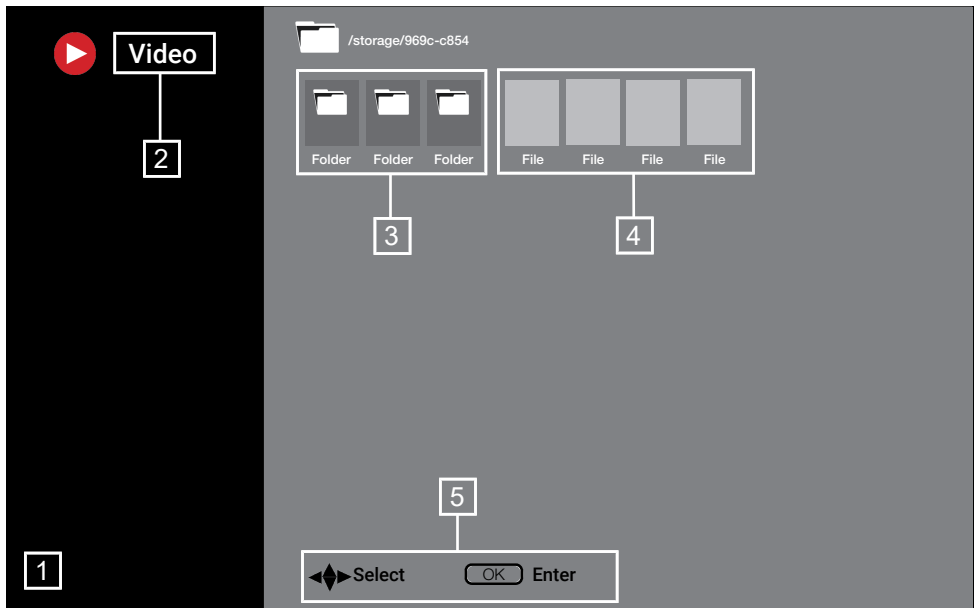 Video
2
1
/storage/969c-c854
Folder Folder Folder
File File File File
3
4
5
Select OK Enter